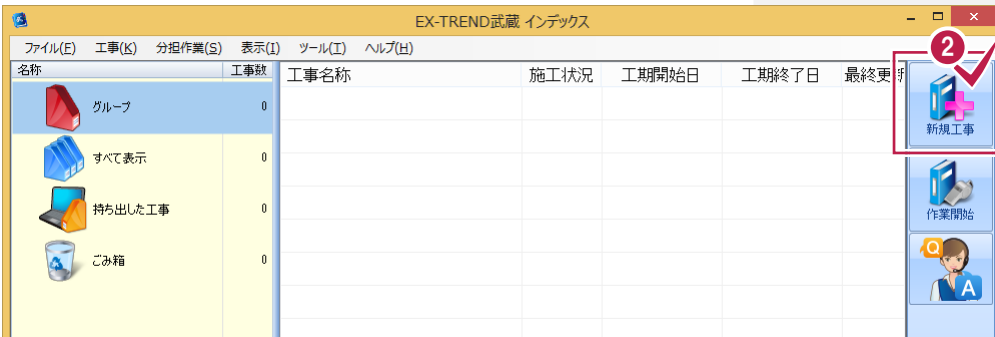 EX-TREND武蔵 インデックス
ファイル(F) 工事(K) 分担作業(S) 表示(I) ツール(T) ヘルプ(H)
名称 工事数 工事名称 施工状況 工期開始日 工期終了日 最終更新
2
グループ 0
すべて表示 0
持ち出した工事 0
ごみ箱 0
新規工事
作業開始
Q
A